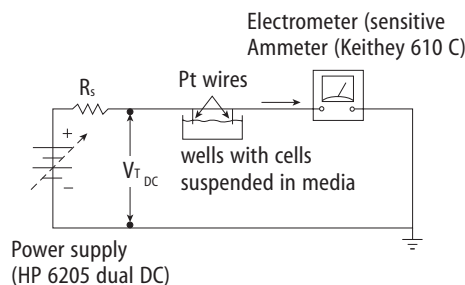 Electrometer (sensitive
Ammeter (Keithey 610 C)
Rs
Pt wires
+
VT DC
−
wells with cells
suspended in media
Power supply
(HP 6205 dual DC)